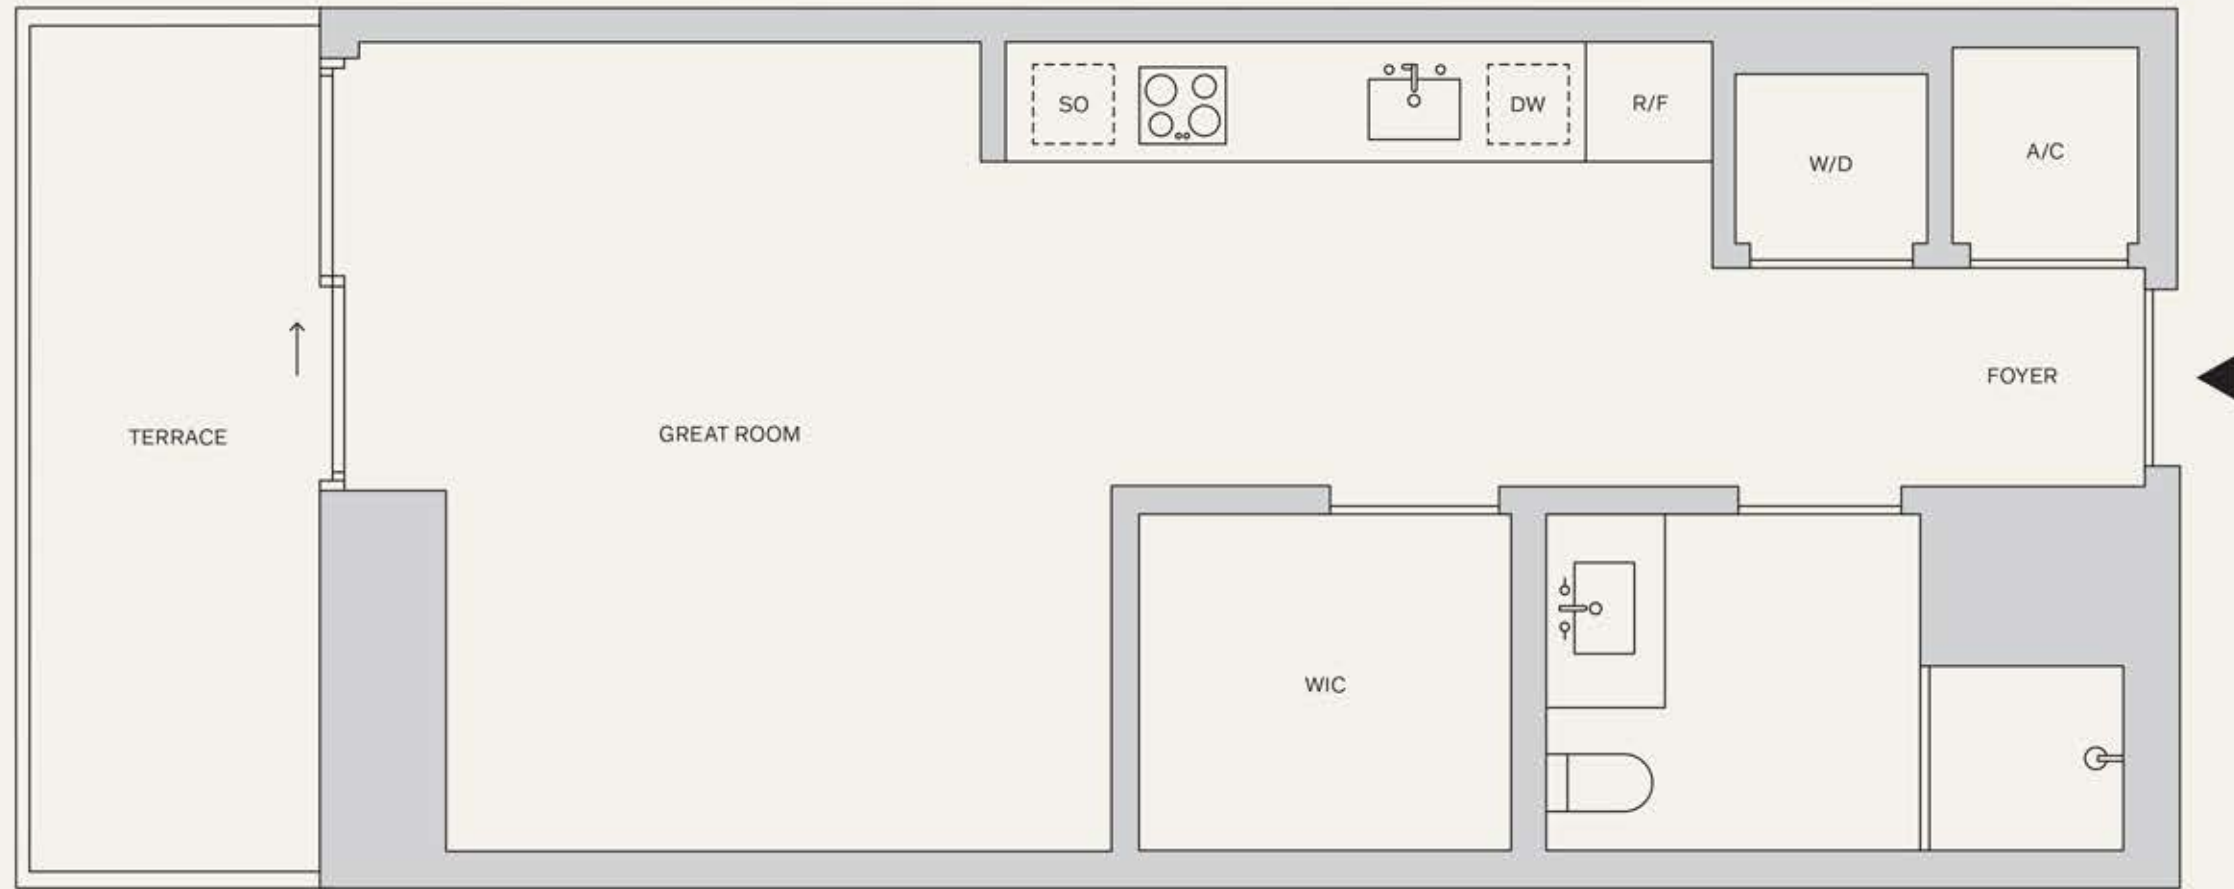 SO
DW
R/F
W/D
A/C
FOYER
TERRACE
GREAT ROOM
WIC